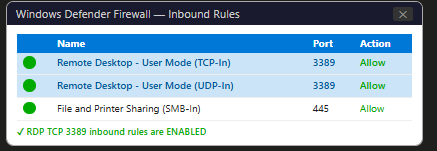 Windows Defender Firewall — Inbound Rules
Name Port Action
Remote Desktop - User Mode (TCP-In) 3389 Allow
Remote Desktop - User Mode (UDP-In) 3389 Allow
File and Printer Sharing (SMB-In) 445 Allow
✓ RDP TCP 3389 inbound rules are ENABLED